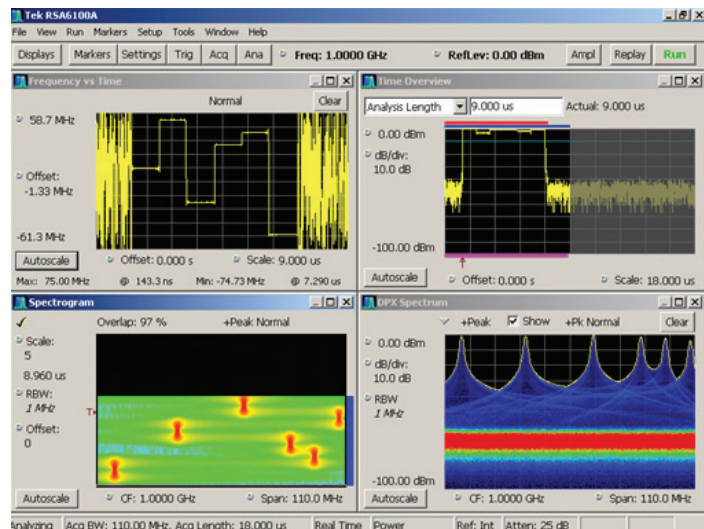 Tek RSA6100A
File View Run Markers Setup Tools Window Help
Displays Markers Settings Trig Acq Ana Freq: 1.0000 GHz RefLev: 0.00 dBm Ampl Replay Run
Frequency vs Time
Normal Clear
58.7 MHz
Offset:
-1.33 MHz
-61.3 MHz
Autoscale Offset: 0.000 s Scale: 9.000 us
Max: 75.00 MHz @ 143.3 ns Min: -74.73 MHz @ 7.290 us
Time Overview
Analysis Length 9.000 us Actual: 9.000 us
0.00 dBm
dB/div:
10.0 dB
-100.00 dBm
Autoscale Offset: 0.000 s Scale: 18.000 us
Spectrogram
Overlap: 97 % +Peak Normal
Scale:
5
8.960 us
RBW:
1 MHz
Offset:
0
T
Autoscale CF: 1.0000 GHz Span: 110.0 MHz
DPX Spectrum
+Peak Show +Pk Normal Clear
0.00 dBm
dB/div:
10.0 dB
RBW
1 MHz
-100.00 dBm
Autoscale CF: 1.0000 GHz Span: 110.0 MHz
Analyzing Acq BW: 110.00 MHz, Acq Length: 18.000 us Real Time Power Ref: Int Atten: 25 dB